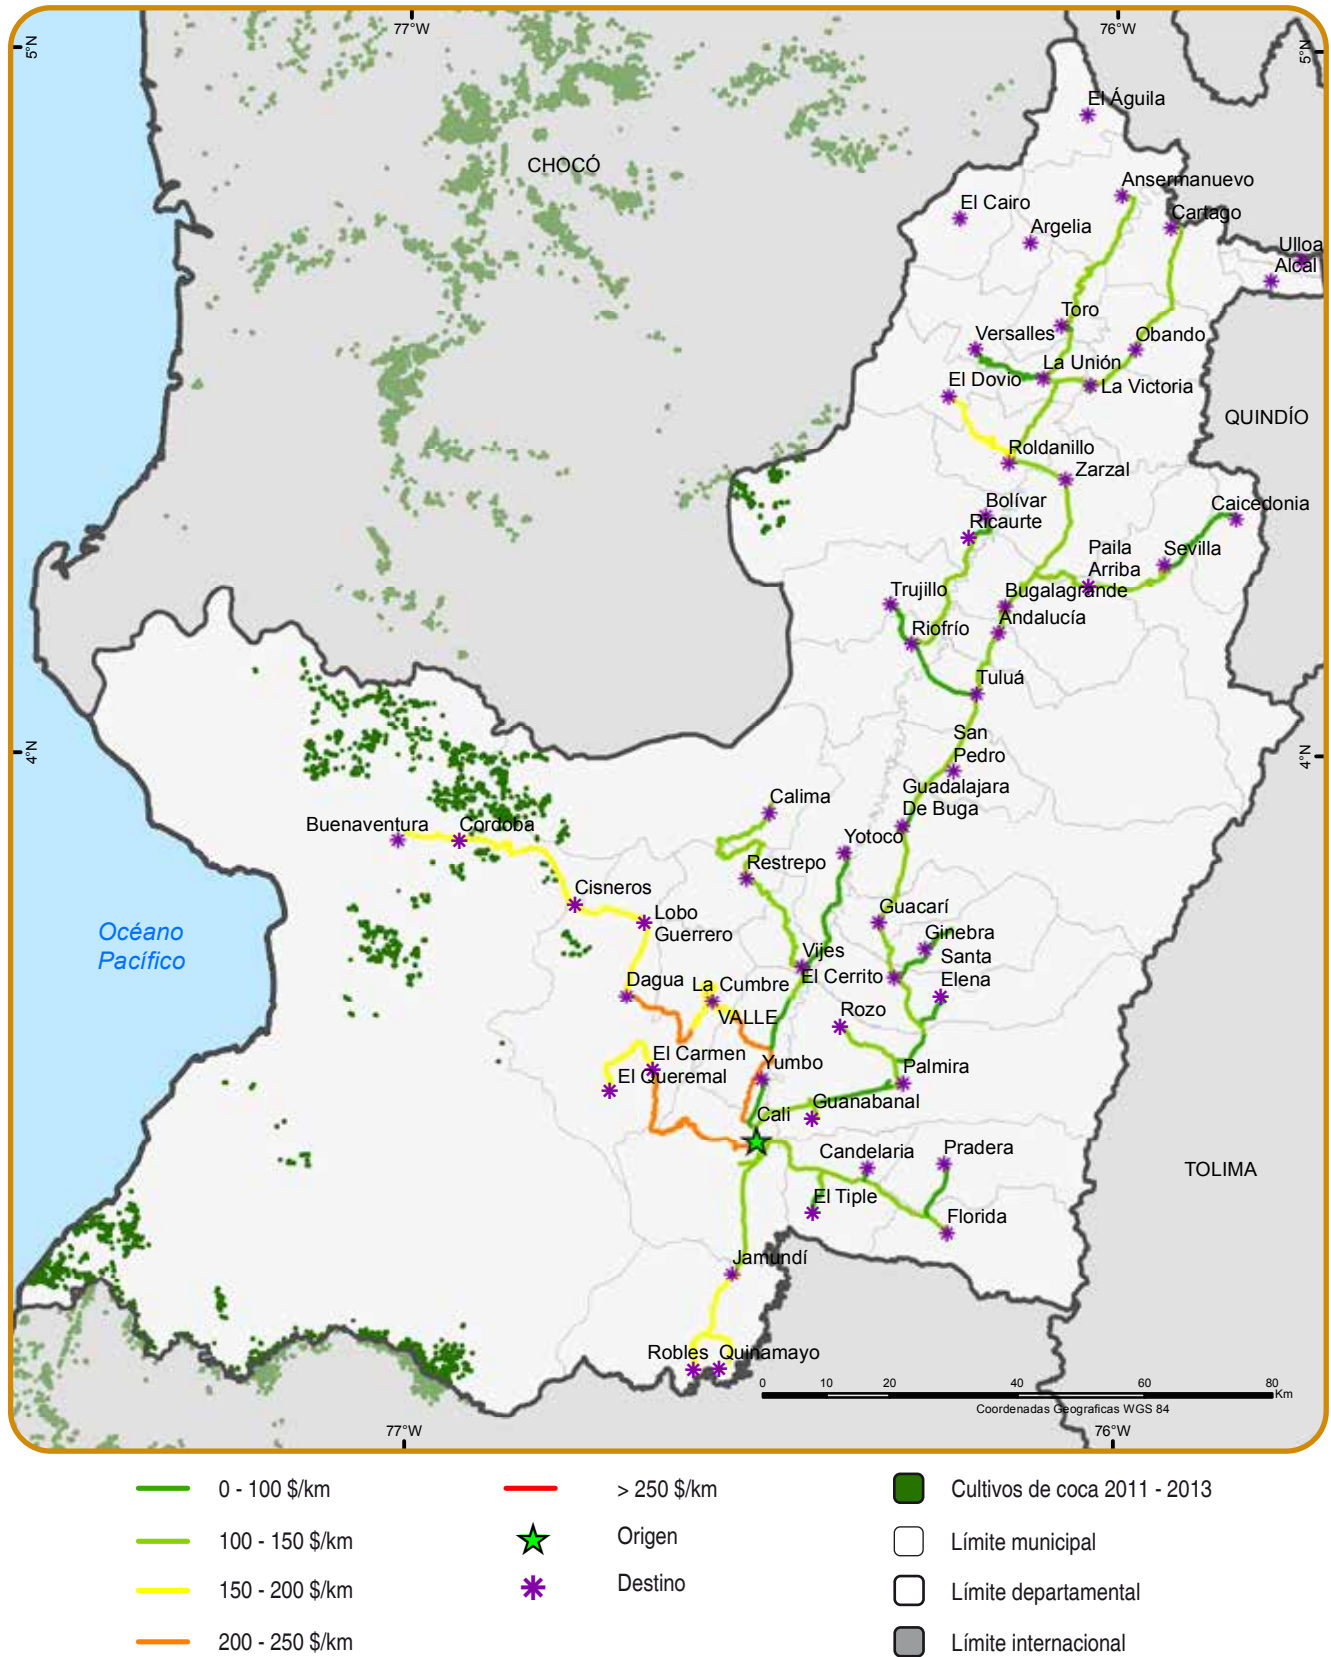 77°W
76°W
5°N
5°N
El Águila
CHOCÓ
Ansermanuevo
El Cairo
Cartago
Argelia
Ulloa
Alcal
Toro
Versalles
Obando
La Unión
El Dovio
La Victoria
QUINDÍO
Roldanillo
Zarzal
Bolívar
Caicedonia
Ricaurte
Paila
Arriba
Sevilla
Trujillo
Bugalagrande
Andalucía
Riofrío
Tuluá
San
Pedro
4°N
4°N
Guadalajara
De Buga
Calima
Buenaventura
Cordoba
Yotoco
Restrepo
Cisneros
Guacarí
Lobo
Guerrero
Ginebra
Océano
Pacífico
Vijes
Santa
Elena
El Cerrito
Dagua
La Cumbre
Rozo
VALLE
El Carmen
Yumbo
Palmira
El Queremal
Guanabanal
Cali
Candelaria
Pradera
TOLIMA
El Tiple
Florida
Jamundí
Robles
Quinamayo
0 10 20 40 60 80
Km
Coordenadas Geograficas WGS 84
77°W
76°W
0 - 100 $/km
> 250 $/km
Cultivos de coca 2011 - 2013
100 - 150 $/km
Origen
Límite municipal
150 - 200 $/km
Destino
Límite departamental
200 - 250 $/km
Límite internacional